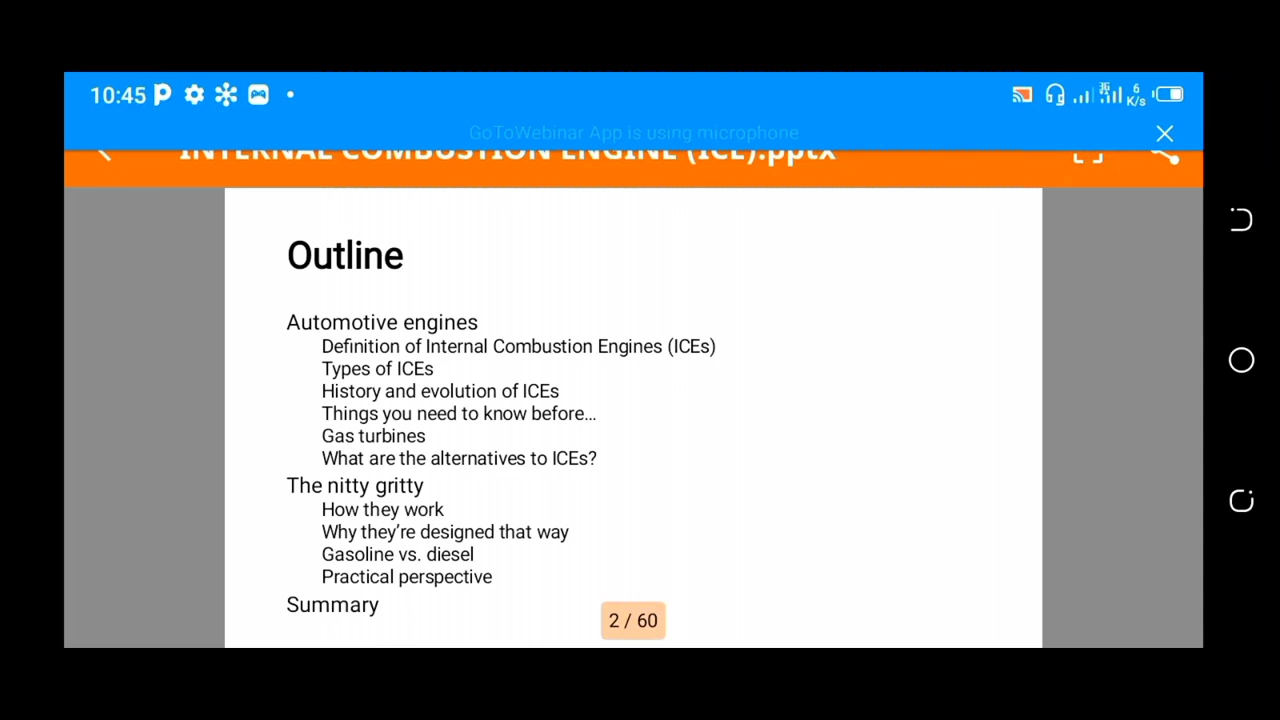 10:45
3G
6
K/s
GoToWebinar App is using microphone
INTERNAL COMBUSTION ENGINE (ICE).pptx
Outline
Automotive engines
Definition of Internal Combustion Engines (ICEs)
Types of ICEs
History and evolution of ICEs
Things you need to know before…
Gas turbines
What are the alternatives to ICEs?
The nitty gritty
How they work
Why they’re designed that way
Gasoline vs. diesel
Practical perspective
Summary
2 / 60